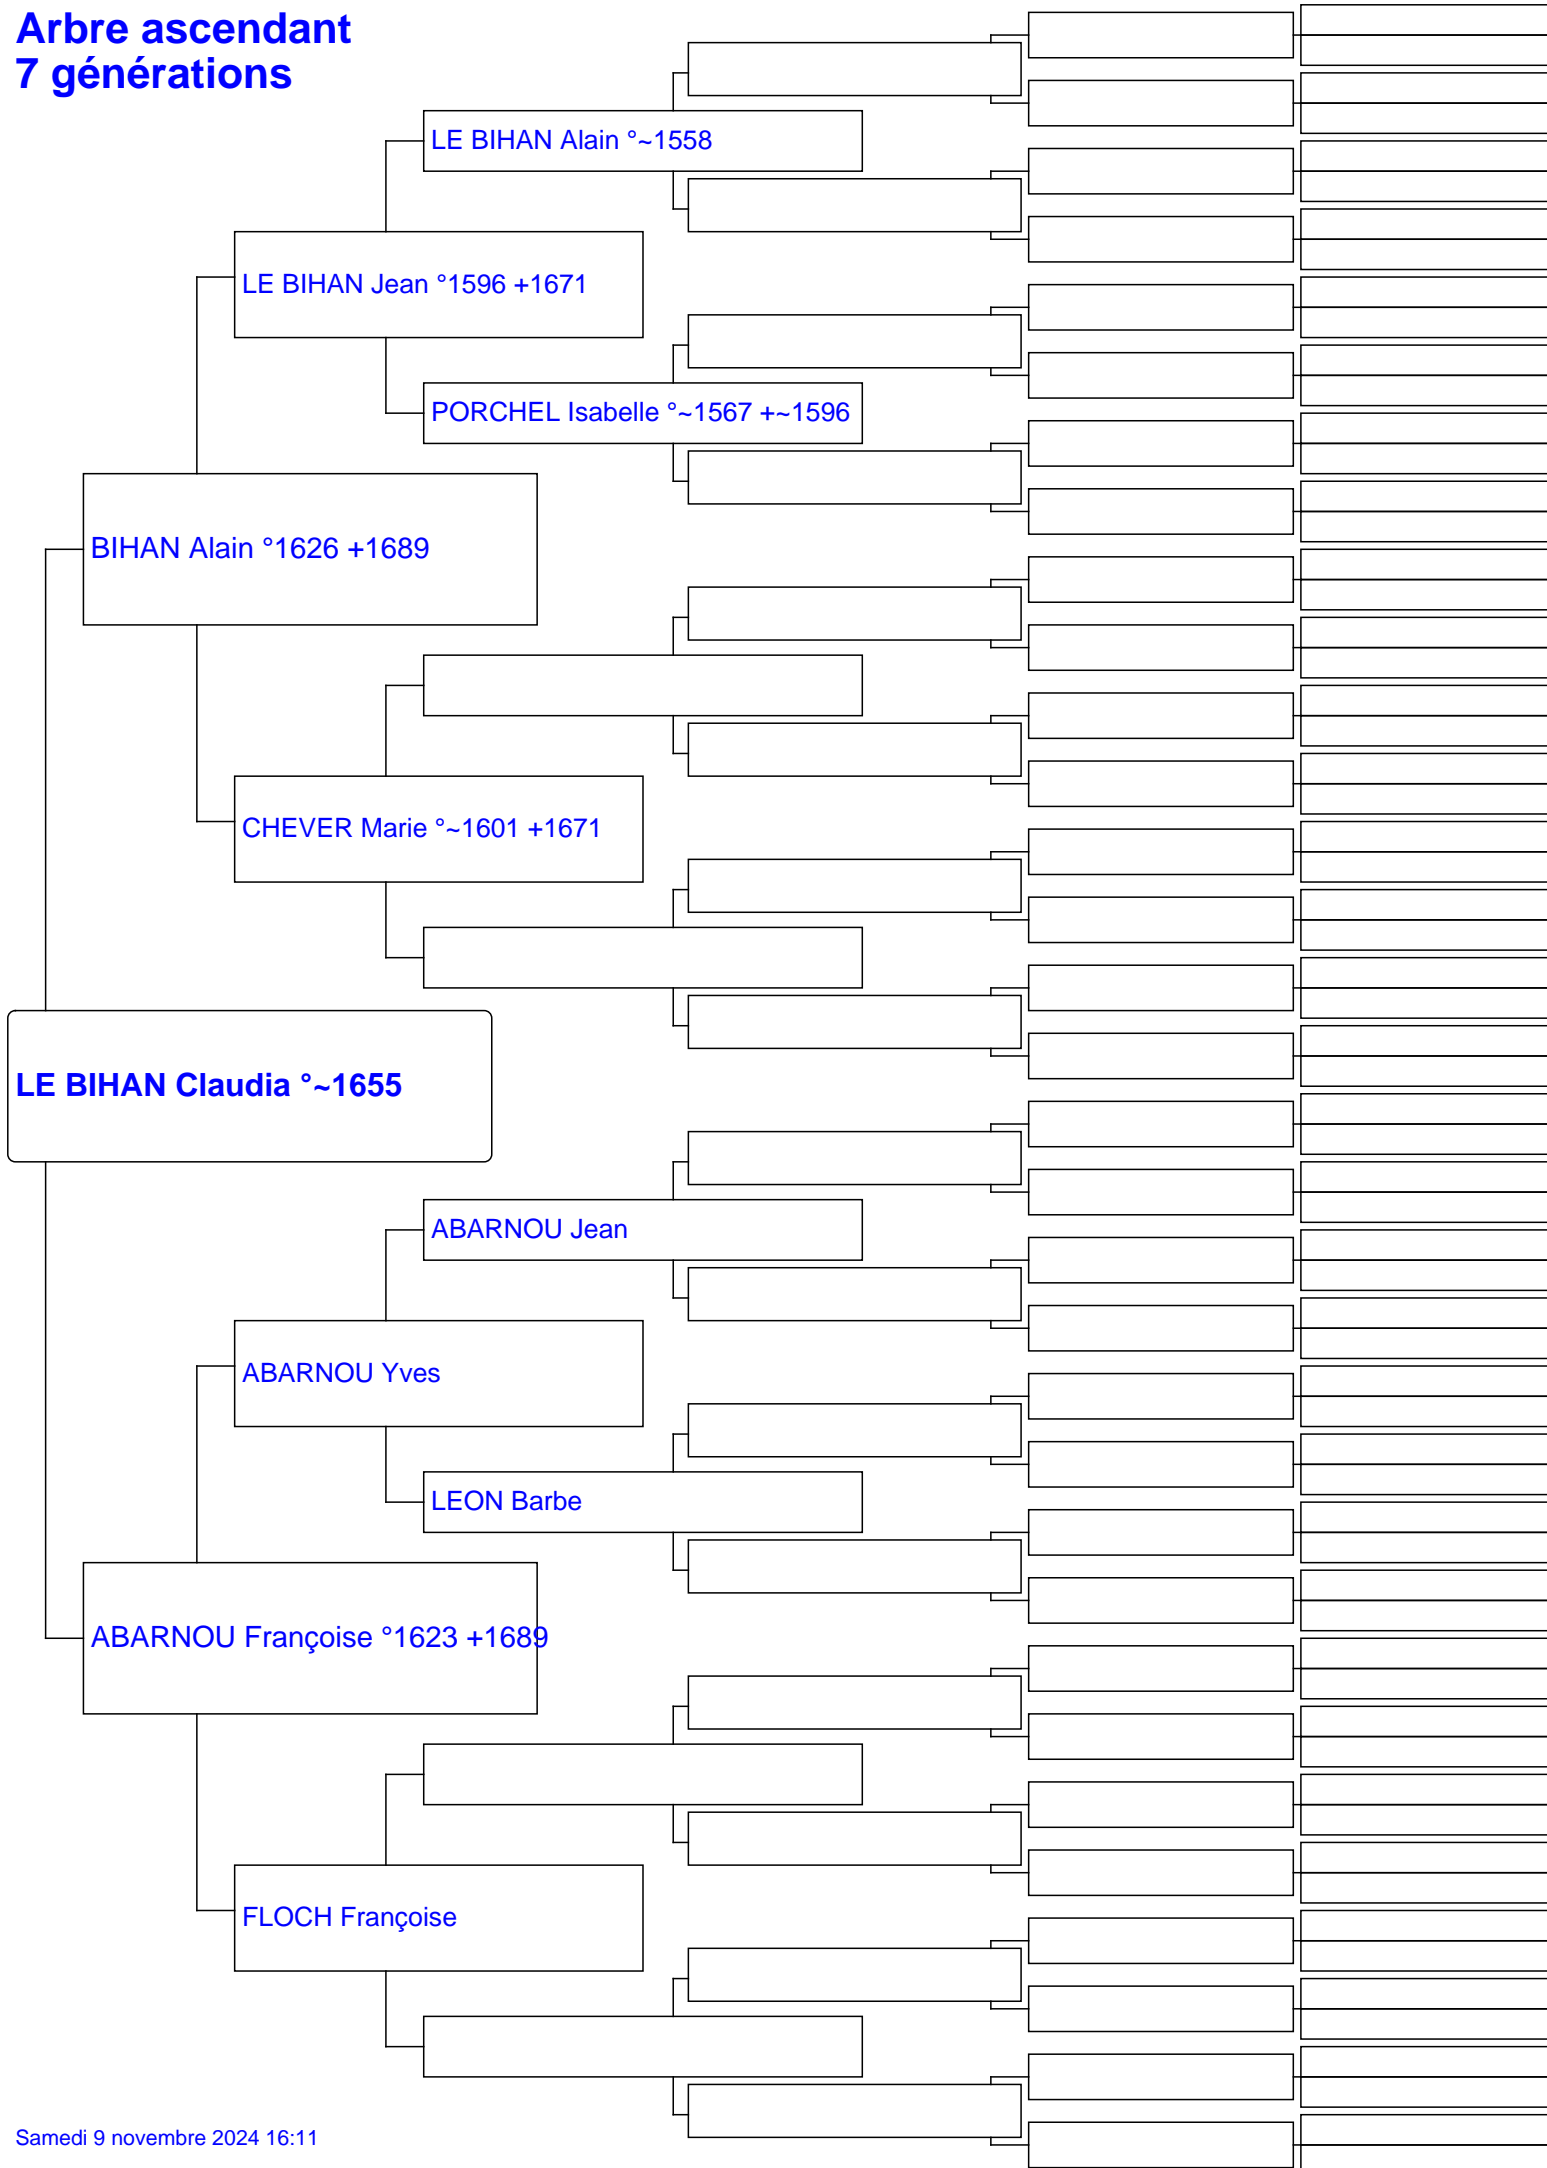 Arbre ascendant
7 générations
LE BIHAN Alain °~1558
LE BIHAN Jean °1596 +1671
PORCHEL Isabelle °~1567 +~1596
BIHAN Alain °1626 +1689
CHEVER Marie °~1601 +1671
LE BIHAN Claudia °~1655
ABARNOU Jean
ABARNOU Yves
LEON Barbe
ABARNOU Françoise °1623 +1689
FLOCH Françoise
Samedi 9 novembre 2024 16:11